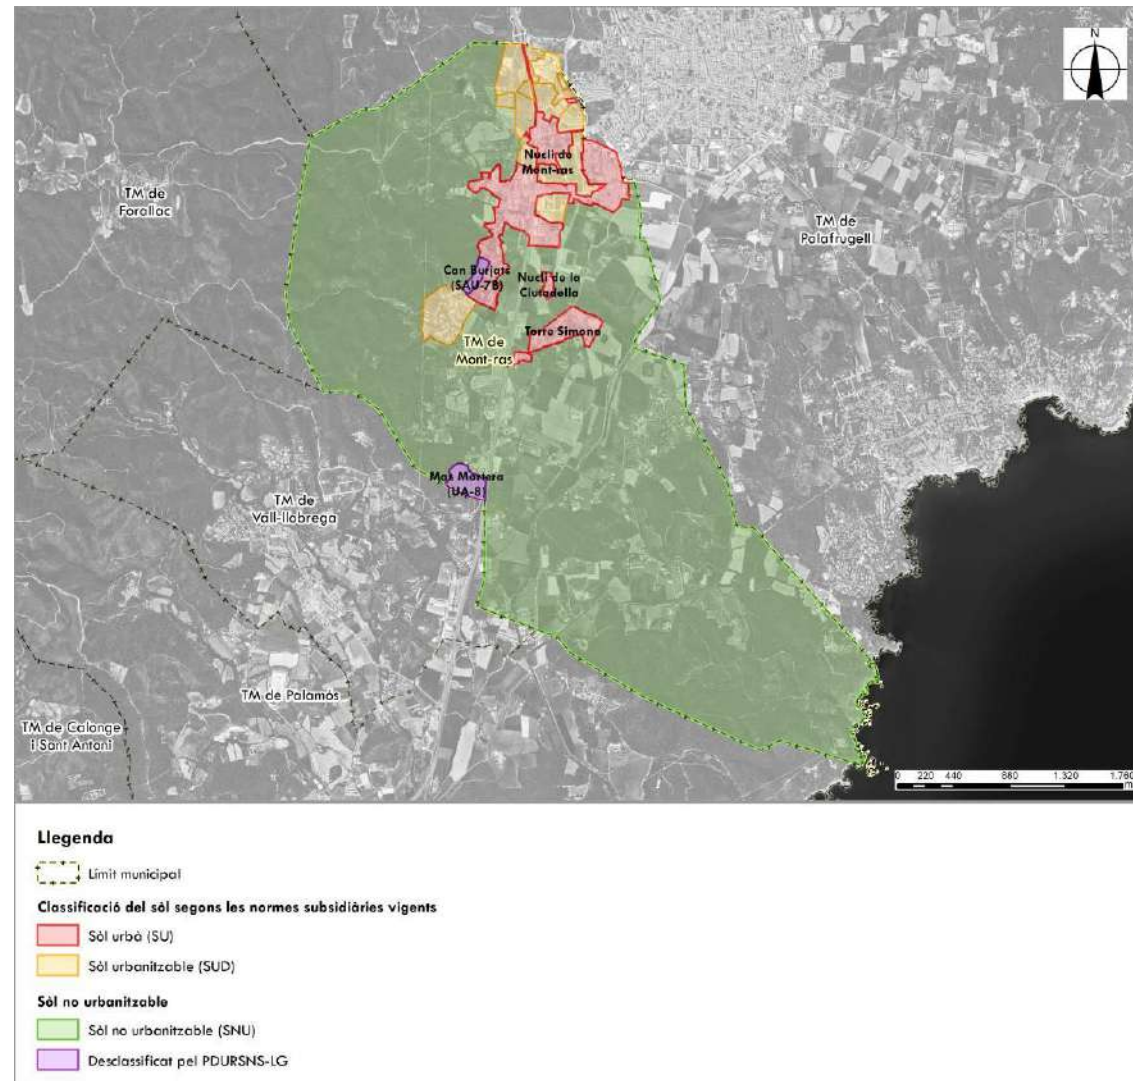 N
Nucli de
Mont-ras
TM de
Forallac
TM de
Palafrugell
Can Burjats
(SAU-7B)
Nucli de la
Ciutadella
Torre Simona
TM de
Mont-ras
Mas Martera
(UA-8)
TM de
Vall-llobrega
TM de Palamós
TM de Calonge
i Sant Antoni
0 220 440 880 1.320 1.760
m
Llegenda
Límit municipal
Classificació del sòl segons les normes subsidiàries vigents
Sòl urbà (SU)
Sòl urbanitzable (SUD)
Sòl no urbanitzable
Sòl no urbanitzable (SNU)
Desclassificat pel PDURSNS-LG